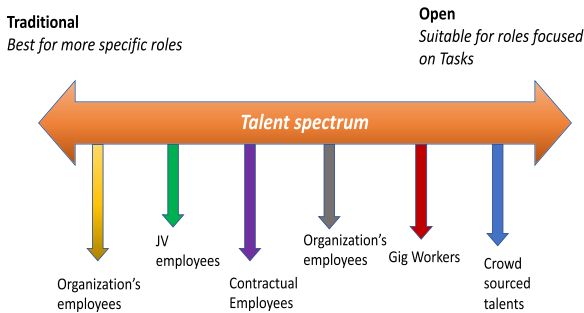 Traditional
Best for more specific roles
Open
Suitable for roles focused
on Tasks
Talent spectrum
Organization's
employees
JV
employees
Contractual
Employees
Organization's
employees
Gig Workers
Crowd
sourced
talents